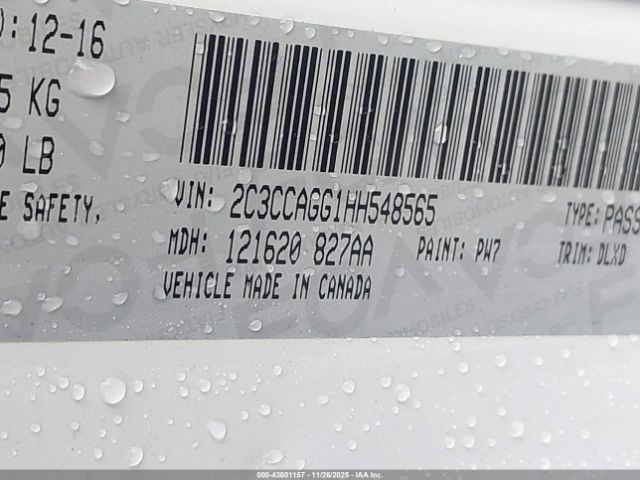 D: 12-16
5 KG
0 LB
E SAFETY,
VIN: 2C3CCAGG1HH548565
TYPE: PASS
MDH: 121620 827AA
PAINT: PW7
TRIM: DLXD
VEHICLE MADE IN CANADA
000-43801157 - 11/26/2025 - IAAI, Inc.